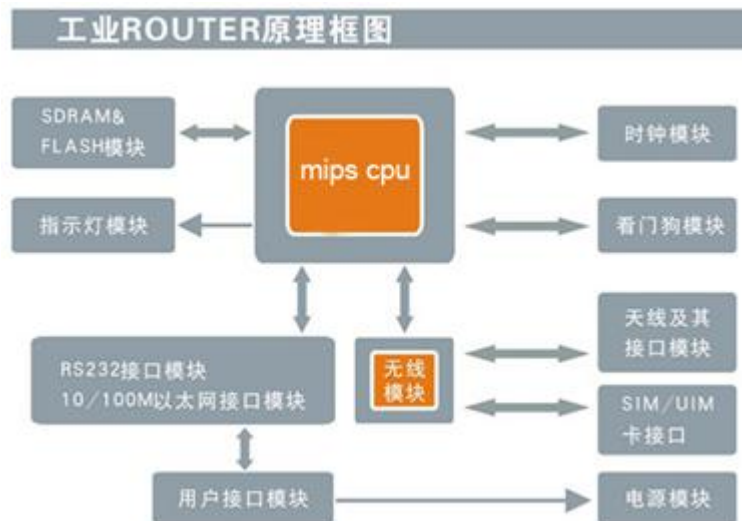 工业ROUTER原理框图
SDRAM&
FLASH模块
mips cpu
时钟模块
指示灯模块
看门狗模块
天线及其
接口模块
RS232接口模块
10/100M以太网接口模块
无线
模块
SIM/UIM
卡接口
用户接口模块
电源模块